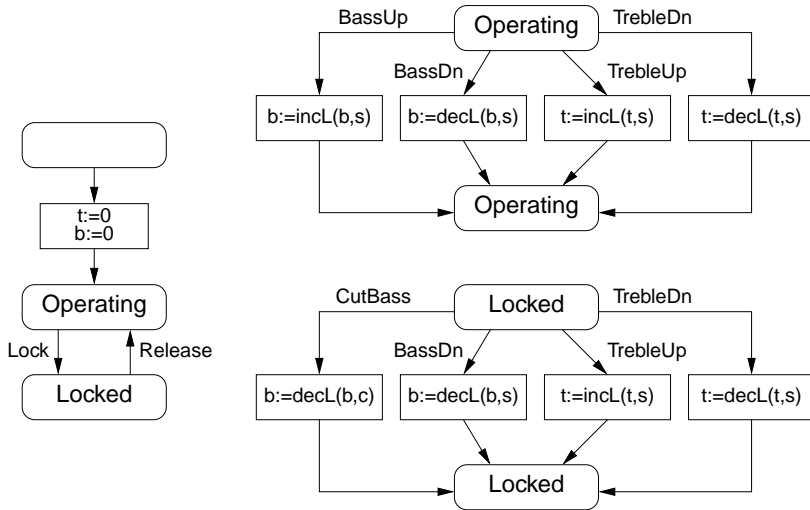 t:=0
b:=0
Operating
Lock
Release
Locked
Operating
BassUp
TrebleDn
BassDn
TrebleUp
b:=incL(b,s)
b:=decL(b,s)
t:=incL(t,s)
t:=decL(t,s)
Operating
Locked
CutBass
TrebleDn
BassDn
TrebleUp
b:=decL(b,c)
b:=decL(b,s)
t:=incL(t,s)
t:=decL(t,s)
Locked